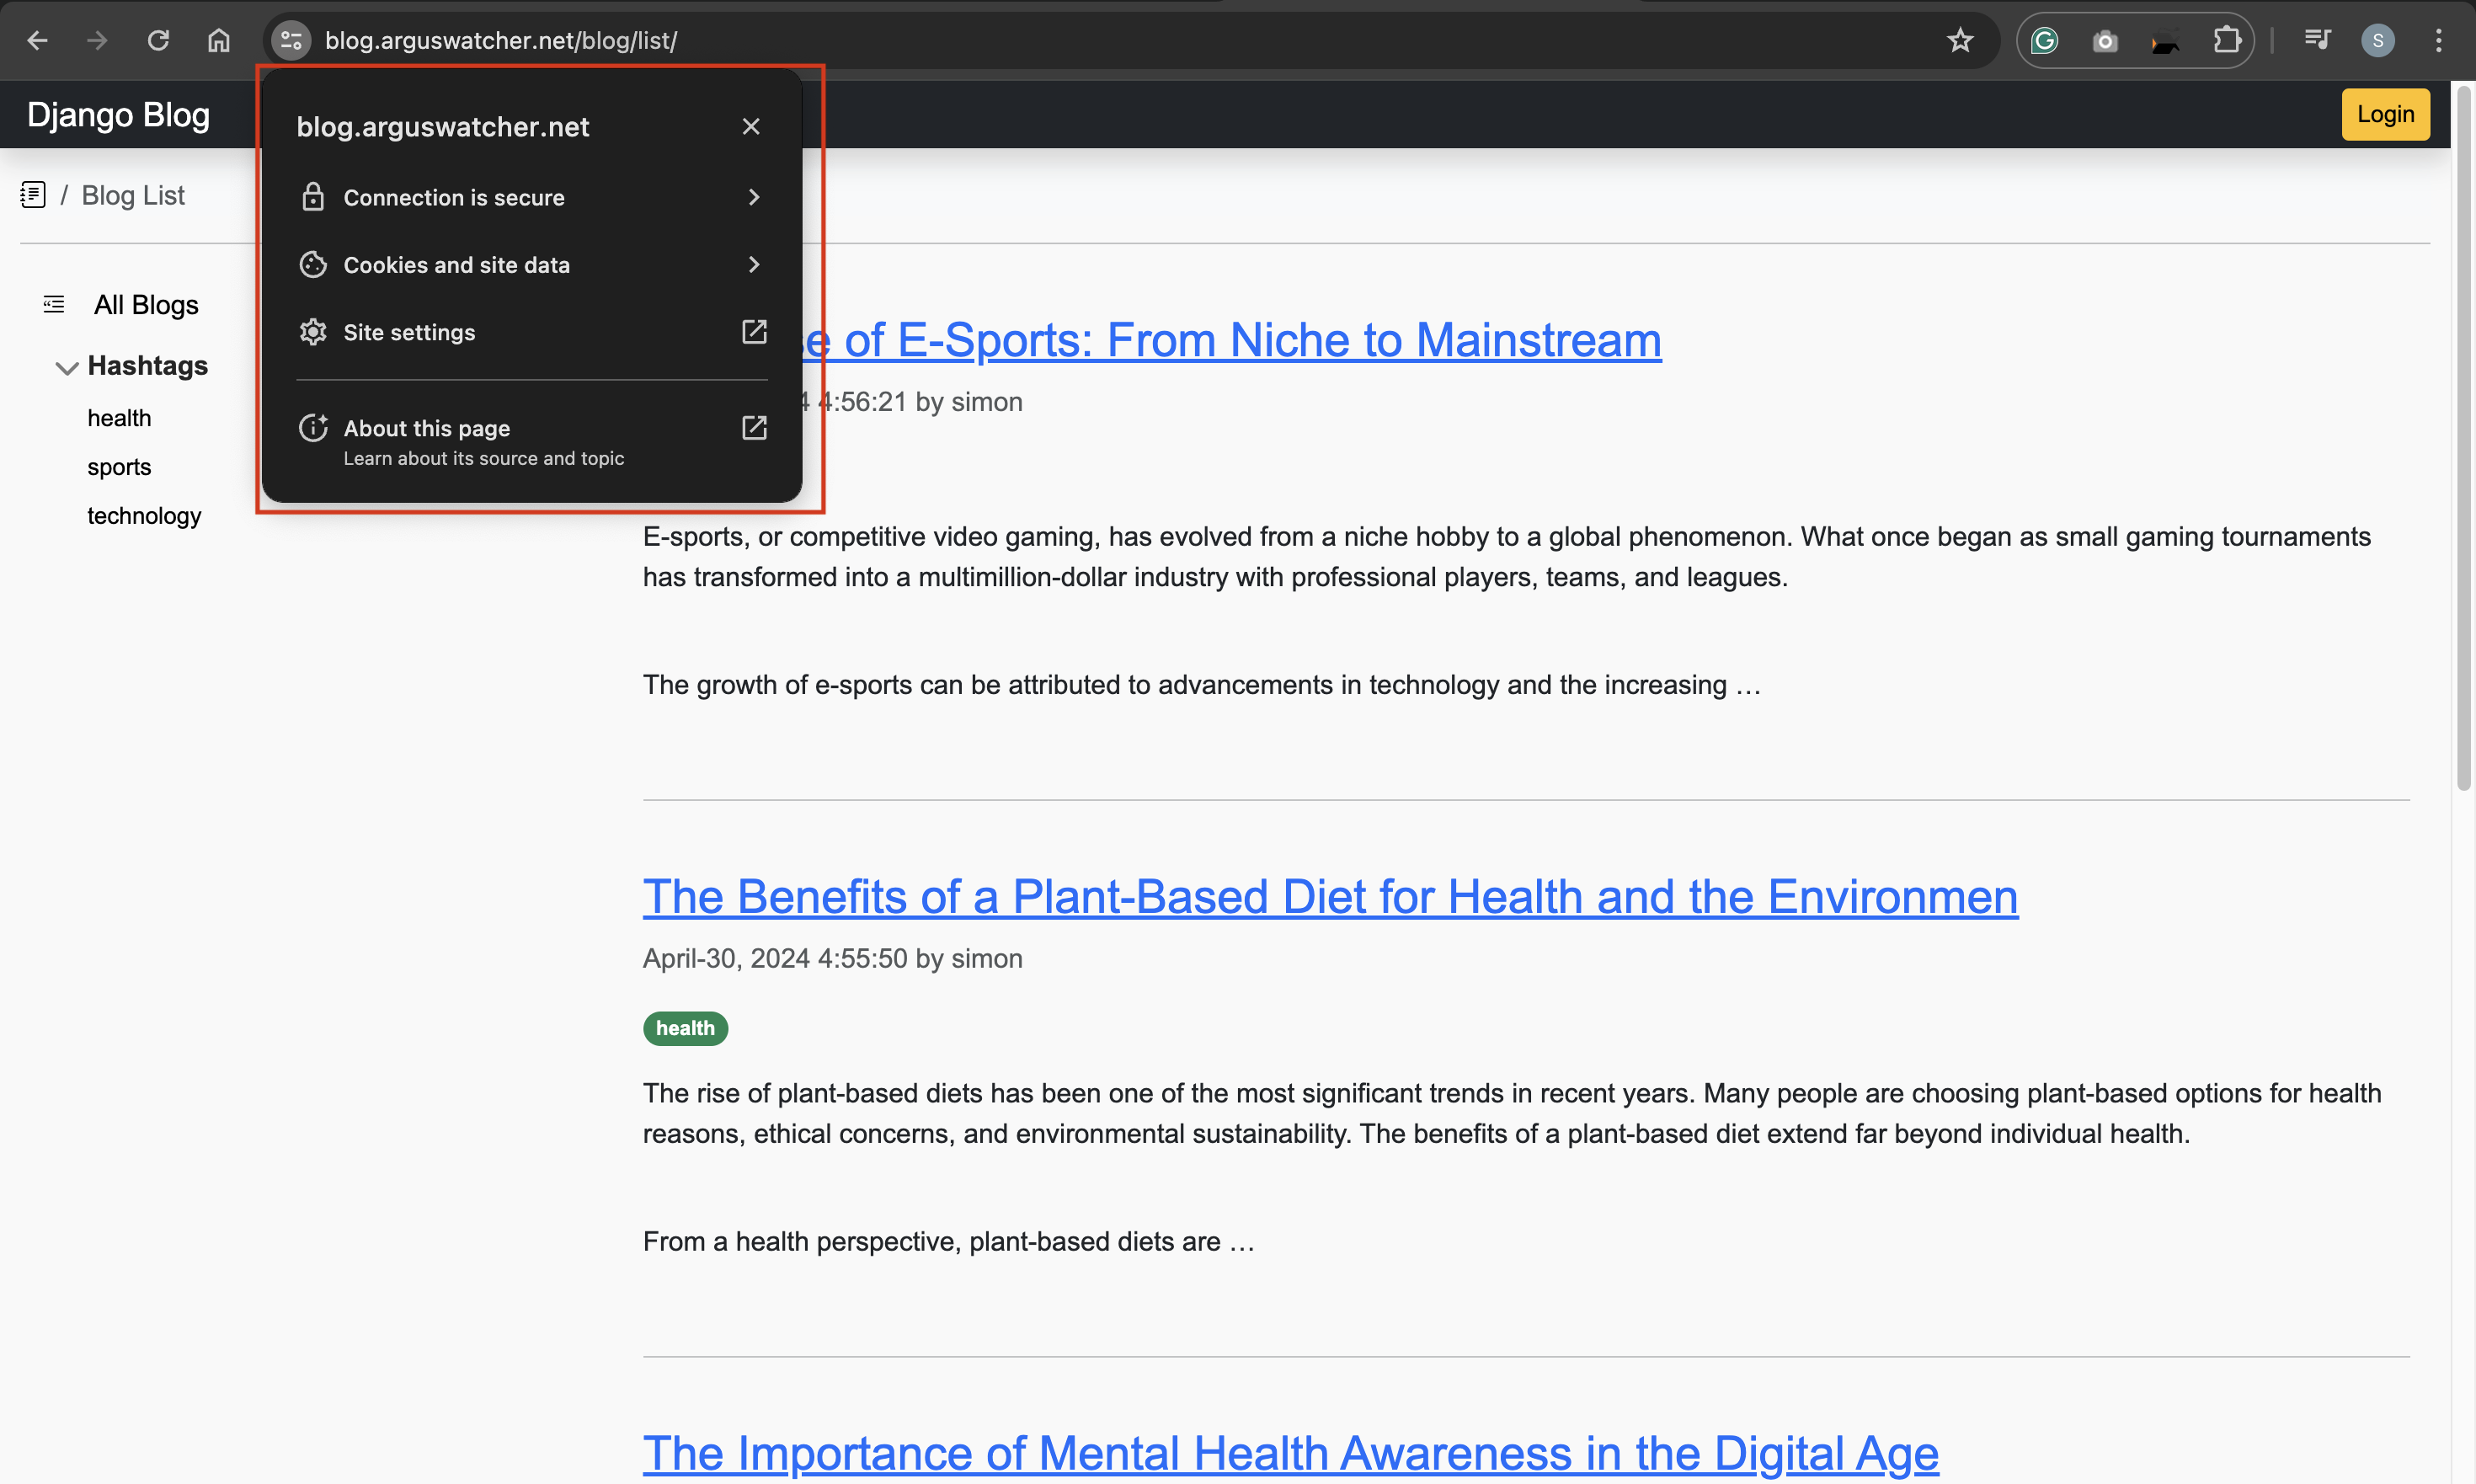 blog.arguswatcher.net/blog/list/
S
Django Blog
Login
blog.arguswatcher.net
Connection is secure
Cookies and site data
Site settings
About this page
Learn about its source and topic
/ Blog List
All Blogs
Hashtags
health
sports
technology
e of E-Sports: From Niche to Mainstream
4:56:21 by simon
E-sports, or competitive video gaming, has evolved from a niche hobby to a global phenomenon. What once began as small gaming tournaments
has transformed into a multimillion-dollar industry with professional players, teams, and leagues.
The growth of e-sports can be attributed to advancements in technology and the increasing …
The Benefits of a Plant-Based Diet for Health and the Environmen
April-30, 2024 4:55:50 by simon
health
The rise of plant-based diets has been one of the most significant trends in recent years. Many people are choosing plant-based options for health
reasons, ethical concerns, and environmental sustainability. The benefits of a plant-based diet extend far beyond individual health.
From a health perspective, plant-based diets are …
The Importance of Mental Health Awareness in the Digital Age